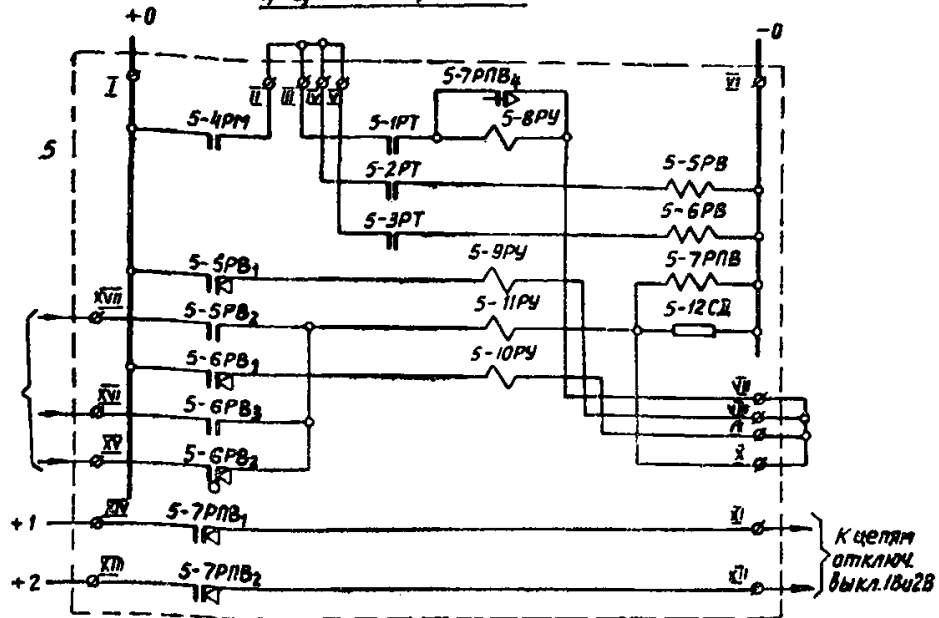 +0
-0
I
II
III
IV
V
VI
5-7РПВ4
5-4РМ
5-1РТ
5-8РУ
5
5-2РТ
5-5РВ
5-3РТ
5-6РВ
5-5РВ1
5-9РУ
5-7РПВ
XVII
5-5РВ2
5-11РУ
5-12СД
5-6РВ1
5-10РУ
XVI
5-6РВ3
XV
5-6РВ2
X
+1
XIV
5-7РПВ1
XI
+2
XIII
5-7РПВ2
XII
К цепям
отключ.
выкл.1Ви2В